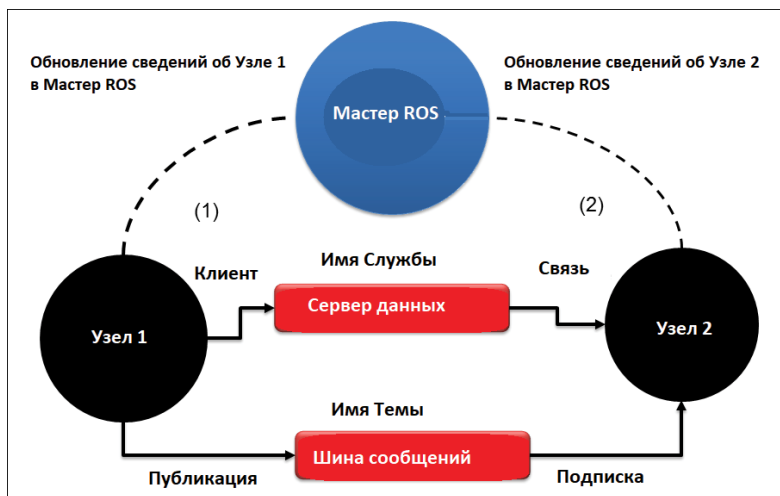 Обновление сведений об Узле 1
в Мастер ROS
Обновление сведений об Узле 2
в Мастер ROS
Мастер ROS
(1)
(2)
Клиент
Имя Службы
Связь
Сервер данных
Узел 1
Узел 2
Имя Темы
Шина сообщений
Публикация
Подписка